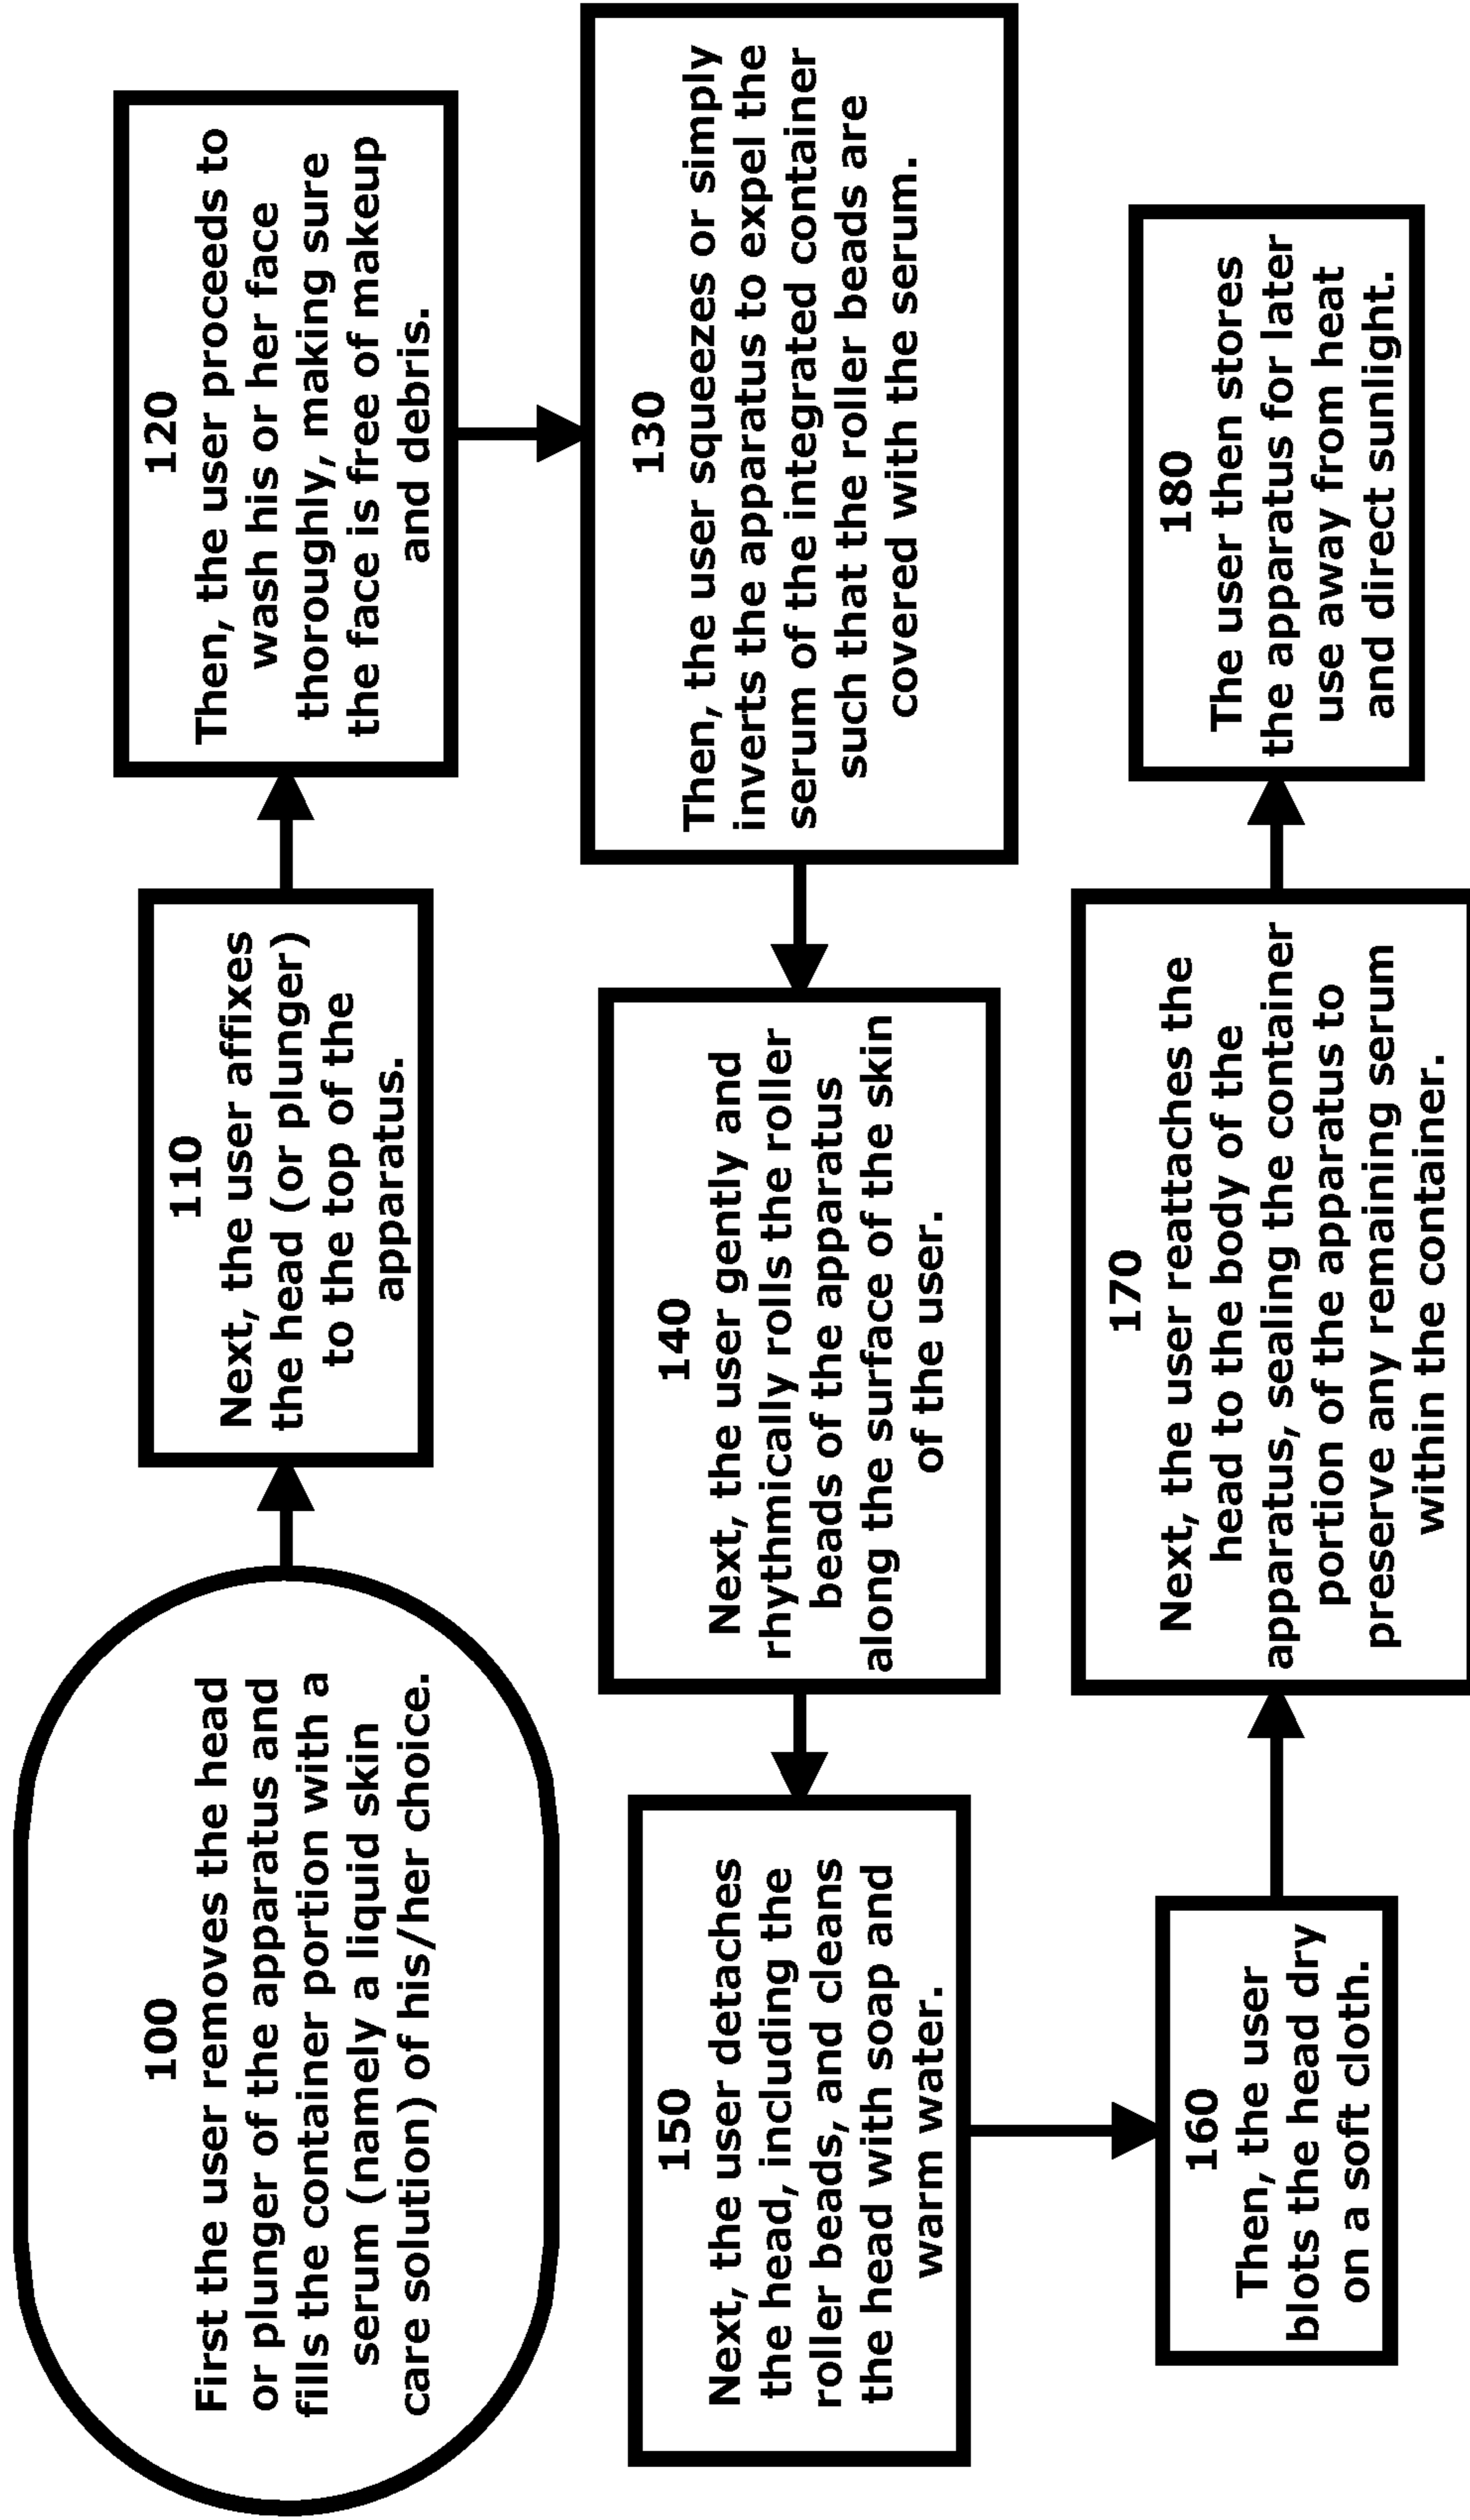 100
First the user removes the head
or plunger of the apparatus and
fills the container portion with a
serum (namely a liquid skin
care solution) of his/her choice.
110
Next, the user affixes
the head (or plunger)
to the top of the
apparatus.
120
Then, the user proceeds to
wash his or her face
thoroughly, making sure
the face is free of makeup
and debris.
130
Then, the user squeezes or simply
inverts the apparatus to expel the
serum of the integrated container
such that the roller beads are
covered with the serum.
140
Next, the user gently and
rhythmically rolls the roller
beads of the apparatus
along the surface of the skin
of the user.
150
Next, the user detaches
the head, including the
roller beads, and cleans
the head with soap and
warm water.
160
Then, the user
blots the head dry
on a soft cloth.
170
Next, the user reattaches the
head to the body of the
apparatus, sealing the container
portion of the apparatus to
preserve any remaining serum
within the container.
180
The user then stores
the apparatus for later
use away from heat
and direct sunlight.